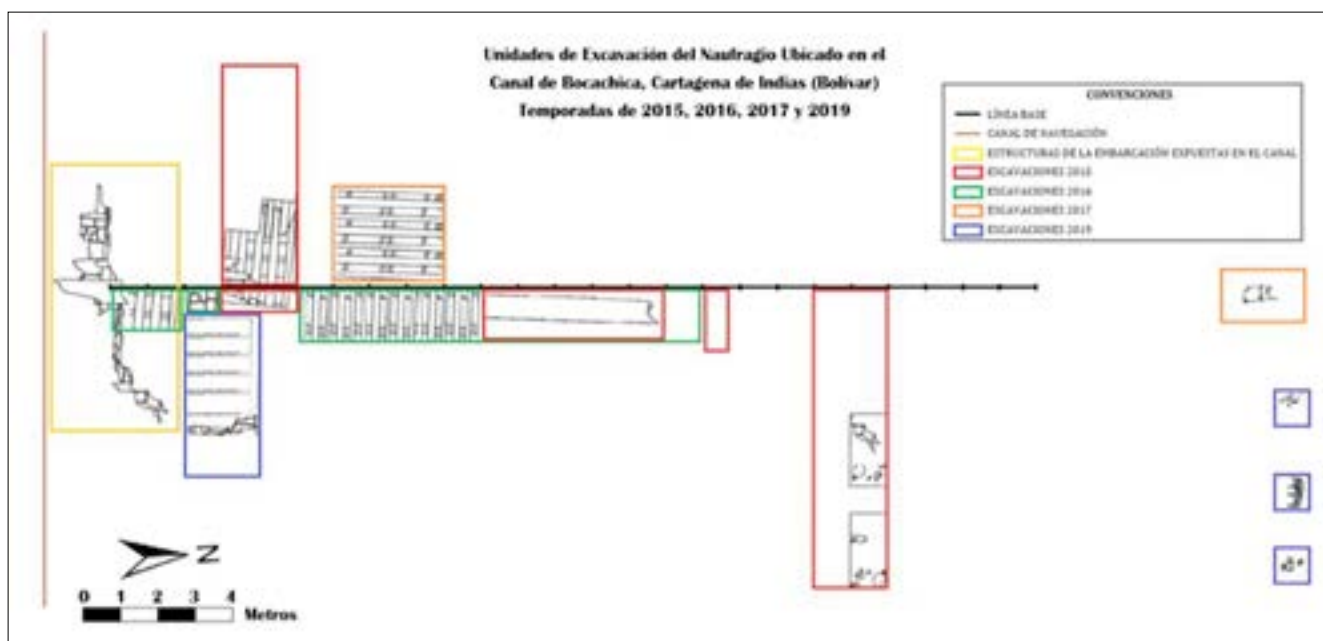 Unidades de Excavación del Naufragio Ubicado en el
Canal de Bocachica, Cartagena de Indias (Bolívar)
Temporadas de 2015, 2016, 2017 y 2019
CONVENCIONES
LÍNEA BASE
CANAL DE NAVEGACIÓN
ESTRUCTURAS DE LA EMBARCACIÓN EXPUESTAS EN EL CANAL
EXCAVACIONES 2015
EXCAVACIONES 2016
EXCAVACIONES 2017
EXCAVACIONES 2019
N
0 1 2 3 4
Metros